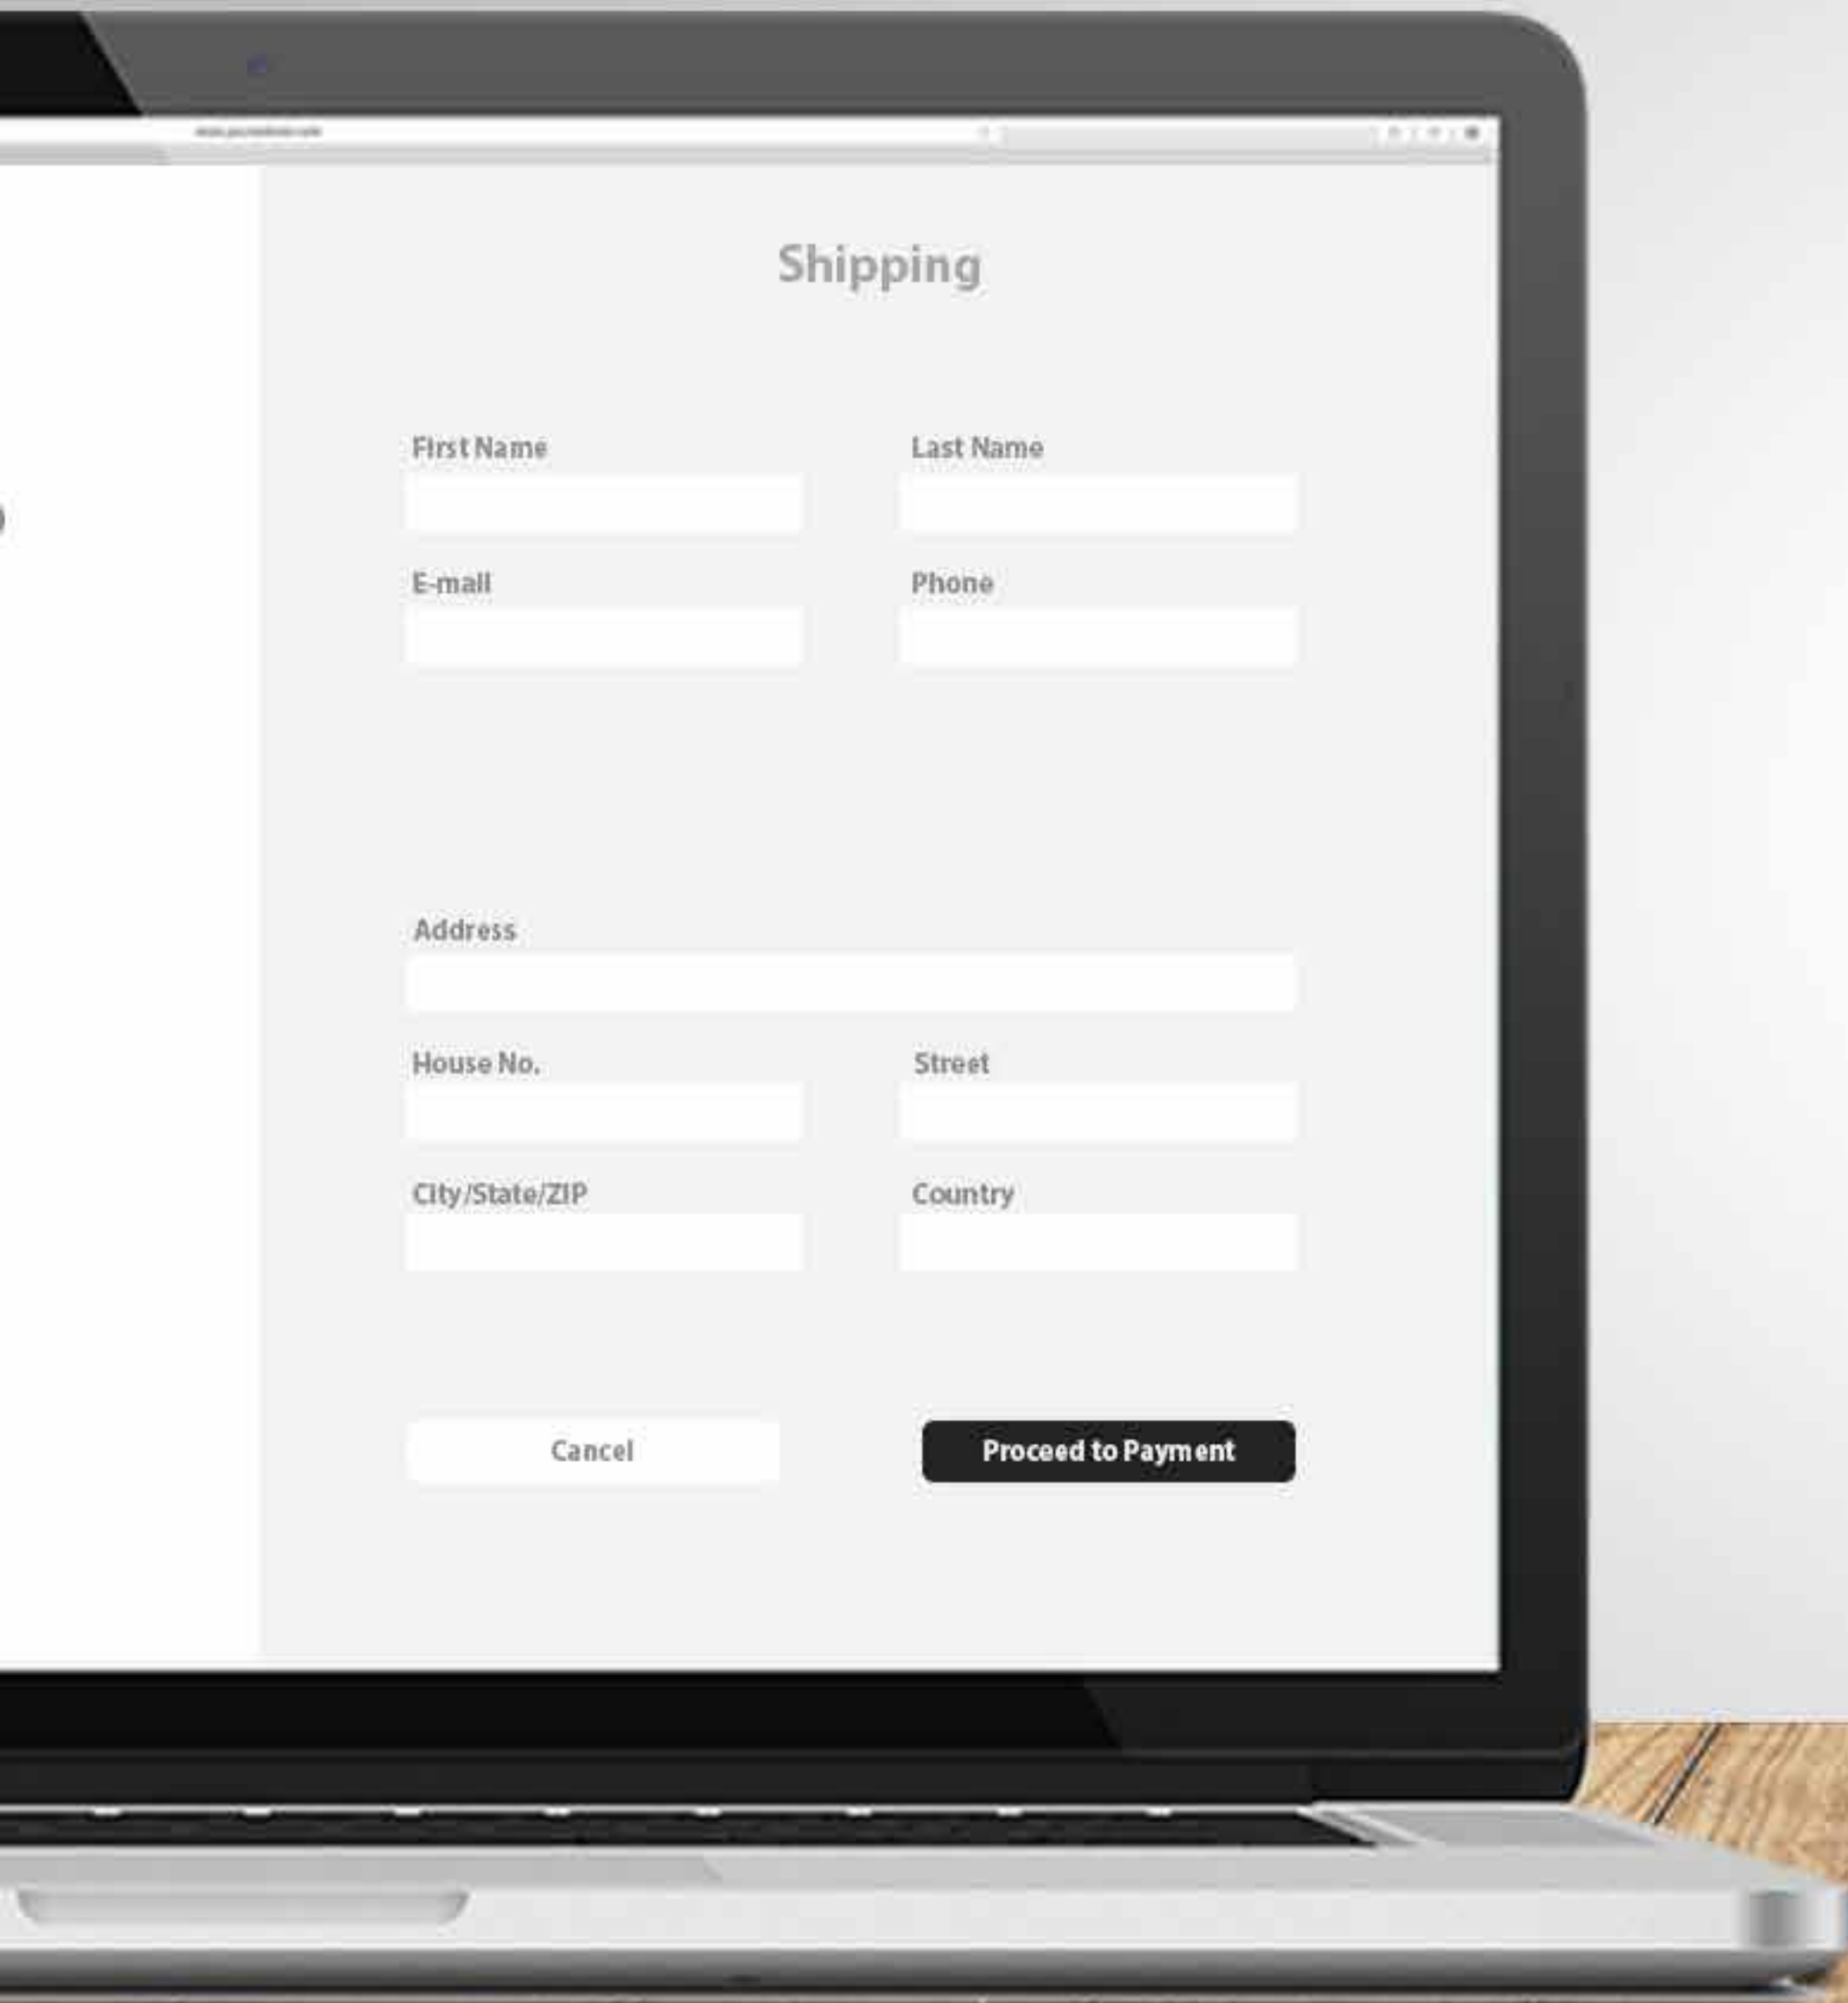 Shipping
First Name
Last Name
E-mail
Phone
Address
House No.
Street
City/State/ZIP
Country
Cancel
Proceed to Payment